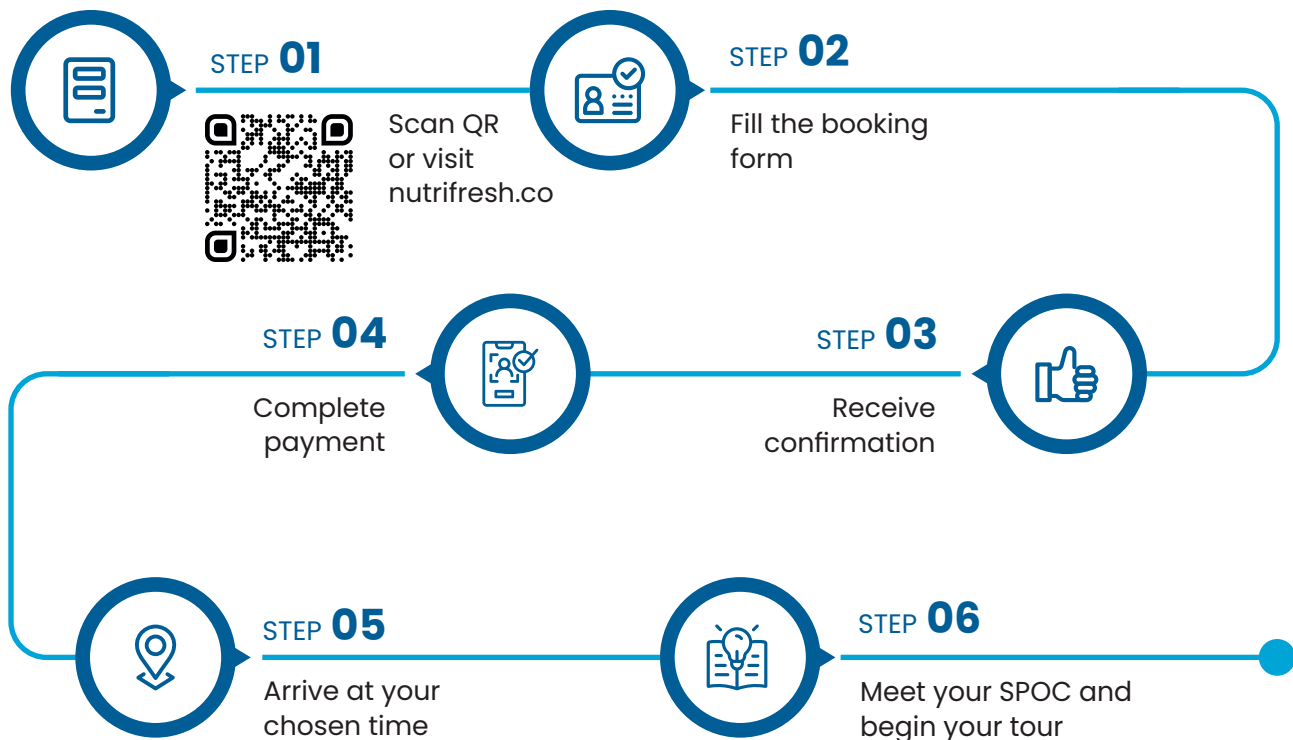 STEP 01
Scan QR
or visit
nutrifresh.co
STEP 02
Fill the booking
form
STEP 03
Receive
confirmation
STEP 04
Complete
payment
STEP 05
Arrive at your
chosen time
STEP 06
Meet your SPOC and
begin your tour